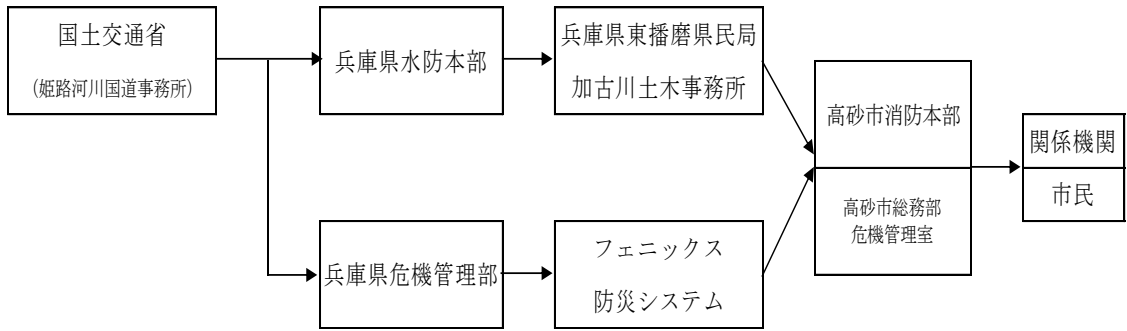 国土交通省
(姫路河川国道事務所)
兵庫県水防本部
兵庫県東播磨県民局
加古川土木事務所
兵庫県危機管理部
フェニックス
防災システム
高砂市消防本部
高砂市総務部
危機管理室
関係機関
市民